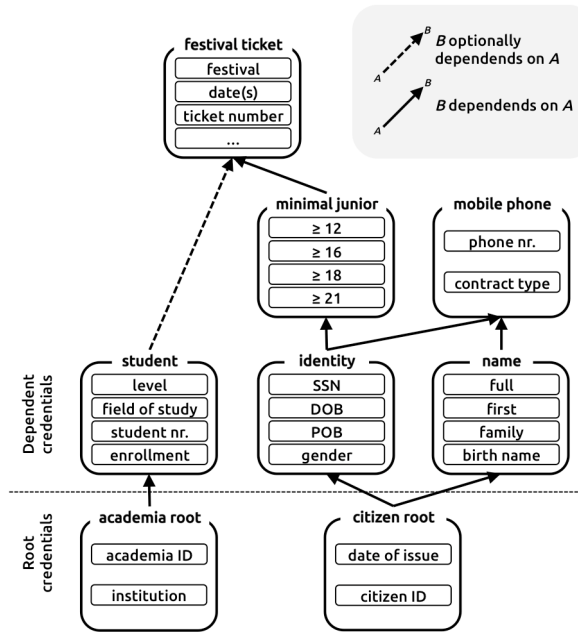 festival ticket
festival
date(s)
ticket number
...
B
A
B optionally
depends on A
B
A
B dependends on A
minimal junior
≥ 12
≥ 16
≥ 18
≥ 21
mobile phone
phone nr.
contract type
Dependent
credentials
student
level
field of study
student nr.
enrollment
identity
SSN
DOB
POB
gender
name
full
first
family
birth name
Root
credentials
academia root
academia ID
institution
citizen root
date of issue
citizen ID